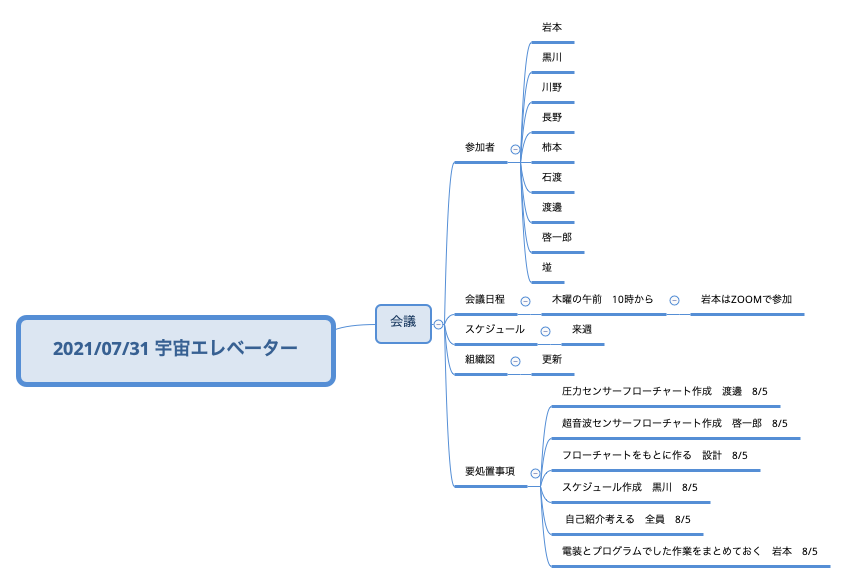 2021/07/31 宇宙エレベーター
会議
参加者
岩本
黒川
川野
長野
柿本
石渡
渡邊
啓一郎
会議日程
木曜の午前　10時から
岩本はZOOMで参加
スケジュール
来週
組織図
更新
要処置事項
圧力センサーフローチャート作成　渡邊　8/5
超音波センサーフローチャート作成　啓一郎　8/5
フローチャートをもとに作る　設計　8/5
スケジュール作成　黒川　8/5
自己紹介考える　全員　8/5
電装とプログラムでした作業をまとめておく　岩本　8/5